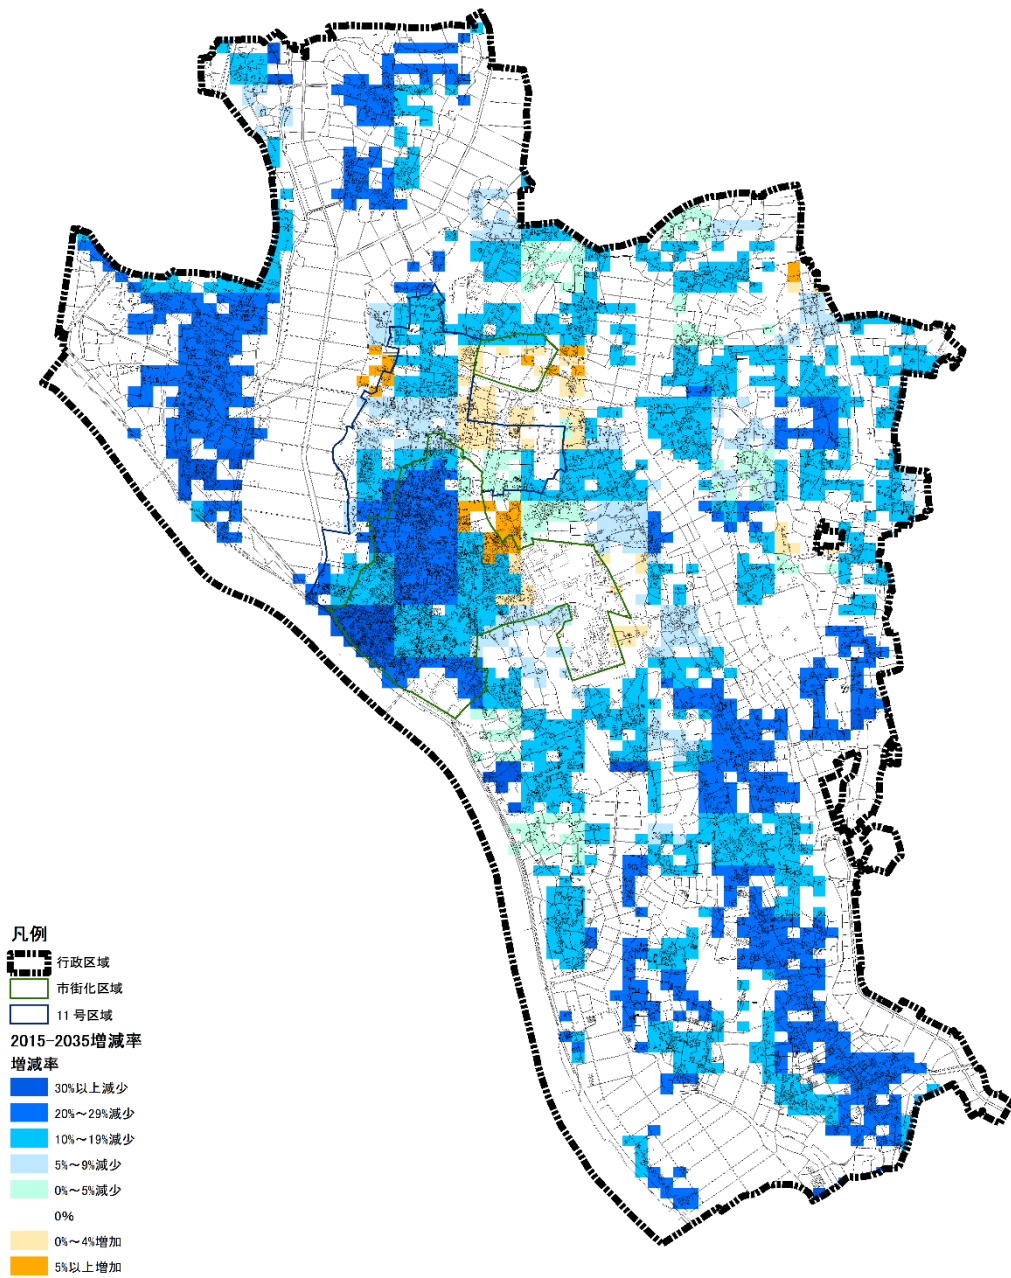 凡例
行政区域
市街化区域
11号区域
2015-2035増減率
増減率
30%以上減少
20%～29%減少
10%～19%減少
5%～9%減少
0%～5%減少
0%
0%～4%増加
5%以上増加